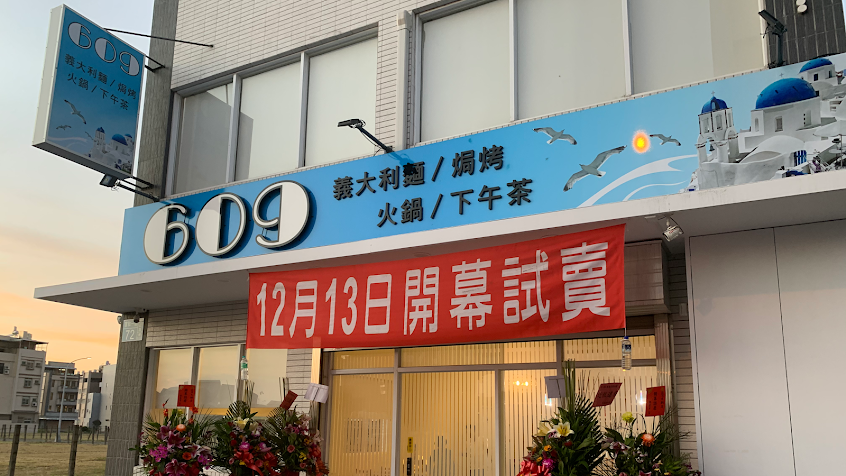 609
義大利麵/焗烤
火鍋/下午茶
609
義大利麵/焗烤
火鍋/下午茶
12月13日開幕試賣
72